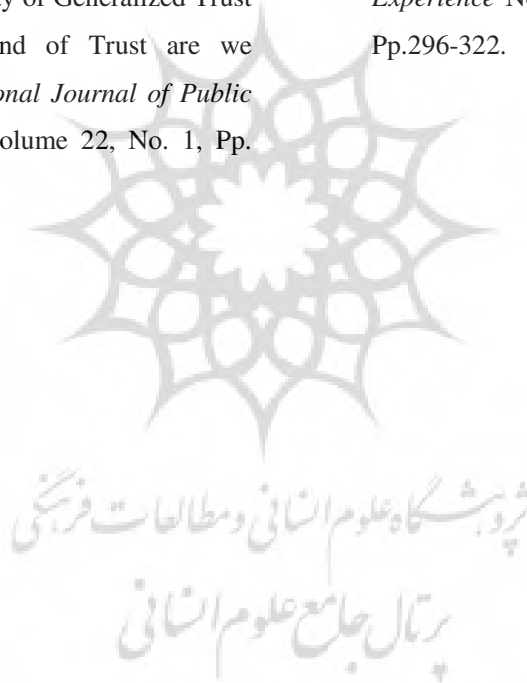 y of Generalized Trust
nd of Trust are we
onal Journal of Public
olume 22, No. 1, Pp.
Experience No
Pp.296-322.
پژوهشگاه علوم انسانی و مطالعات فرهنگی
پرتال جامع علوم انسانی